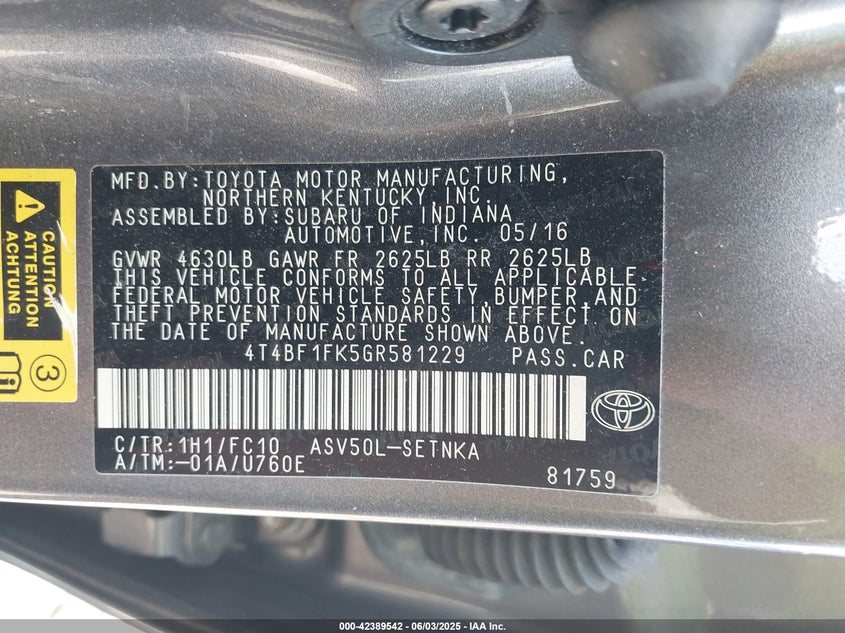 MFD.BY:TOYOTA MOTOR MANUFACTURING,
NORTHERN KENTUCKY,INC.
ASSEMBLED BY:SUBARU OF INDIANA
AUTOMOTIVE,INC. 05/16
GVWR 4630LB GAWR FR 2625LB RR 2625LB
THIS VEHICLE CONFORMS TO ALL APPLICABLE
FEDERAL MOTOR VEHICLE SAFETY,BUMPER,AND
THEFT PREVENTION STANDARDS IN EFFECT ON
THE DATE OF MANUFACTURE SHOWN ABOVE.
4T4BF1FK5GR581229 PASS.CAR
C/TR:1H1/FC10 ASV50L-SETNKA
A/TM:-01A/U760E
81759
CAUTION
ATTENTION
ACHTUNG
3
000-42389542 - 06/03/2025 - IAA Inc.